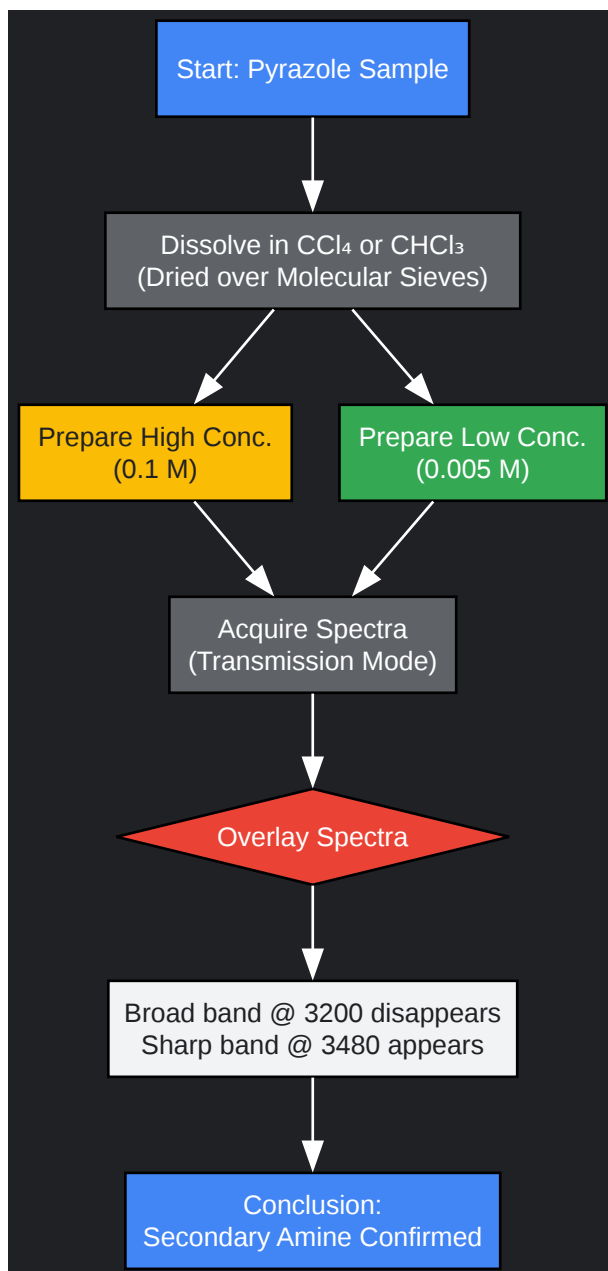 Start: Pyrazole Sample
Dissolve in CCl₄ or CHCl₃
(Dried over Molecular Sieves)
Prepare High Conc.
(0.1 M)
Prepare Low Conc.
(0.005 M)
Acquire Spectra
(Transmission Mode)
Overlay Spectra
Broad band @ 3200 disappears
Sharp band @ 3480 appears
Conclusion:
Secondary Amine Confirmed